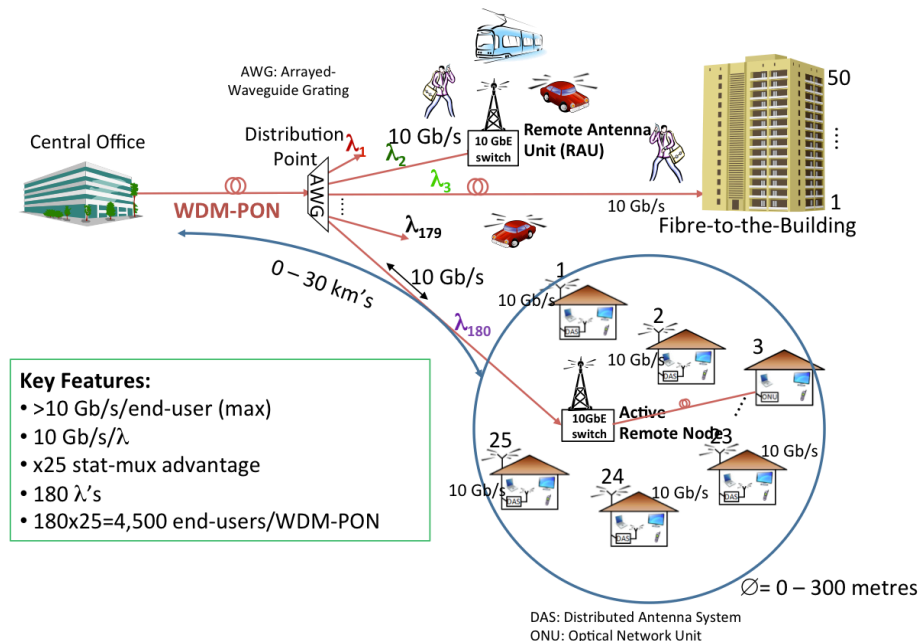 AWG: Arrayed-
Waveguide Grating
Central Office
Distribution
Point
AWG
WDM-PON
λ1
λ2
10 Gb/s
10 GbE
switch
Remote Antenna
Unit (RAU)
λ3
10 Gb/s
50
1
Fibre-to-the-Building
λ179
10 Gb/s
0 – 30 km's
λ180
1
10 Gb/s
DAS
2
10 Gb/s
DAS
3
ONU
10GbE
switch
Active
Remote Node
23
10 Gb/s
DAS
24
10 Gb/s
DAS
25
10 Gb/s
DAS
Key Features:
• >10 Gb/s/end-user (max)
• 10 Gb/s/λ
• x25 stat-mux advantage
• 180 λ's
• 180x25=4,500 end-users/WDM-PON
∅= 0 – 300 metres
DAS: Distributed Antenna System
ONU: Optical Network Unit